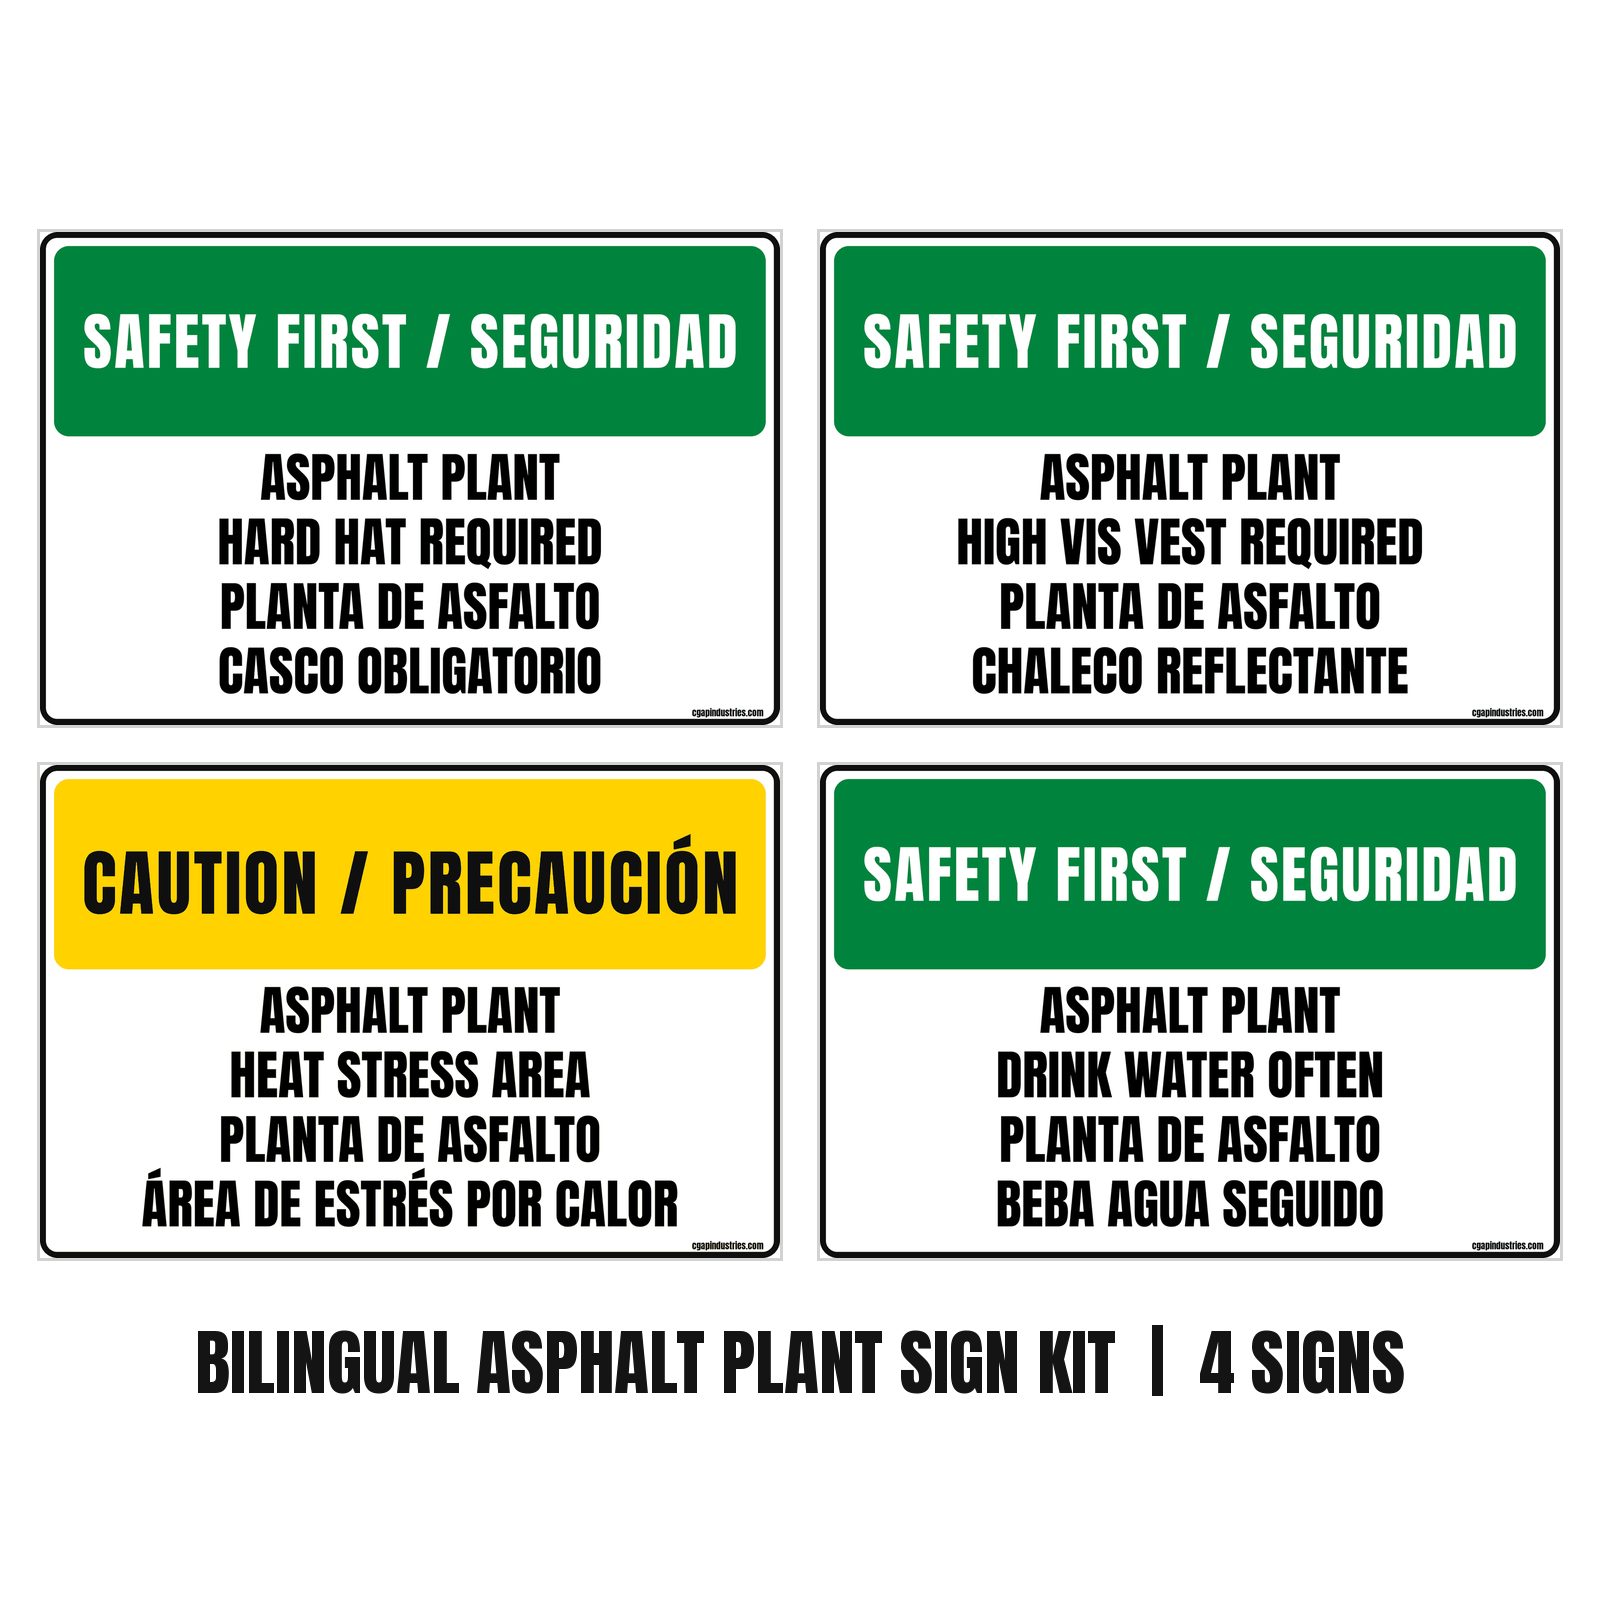 SAFETY FIRST / SEGURIDAD
ASPHALT PLANT
HARD HAT REQUIRED
PLANTA DE ASFALTO
CASCO OBLIGATORIO
cgapindustries.com
SAFETY FIRST / SEGURIDAD
ASPHALT PLANT
HIGH VIS VEST REQUIRED
PLANTA DE ASFALTO
CHALECO REFLECTANTE
cgapindustries.com
CAUTION / PRECAUCIÓN
ASPHALT PLANT
HEAT STRESS AREA
PLANTA DE ASFALTO
ÁREA DE ESTRÉS POR CALOR
cgapindustries.com
SAFETY FIRST / SEGURIDAD
ASPHALT PLANT
DRINK WATER OFTEN
PLANTA DE ASFALTO
BEBA AGUA SEGUIDO
cgapindustries.com
BILINGUAL ASPHALT PLANT SIGN KIT | 4 SIGNS